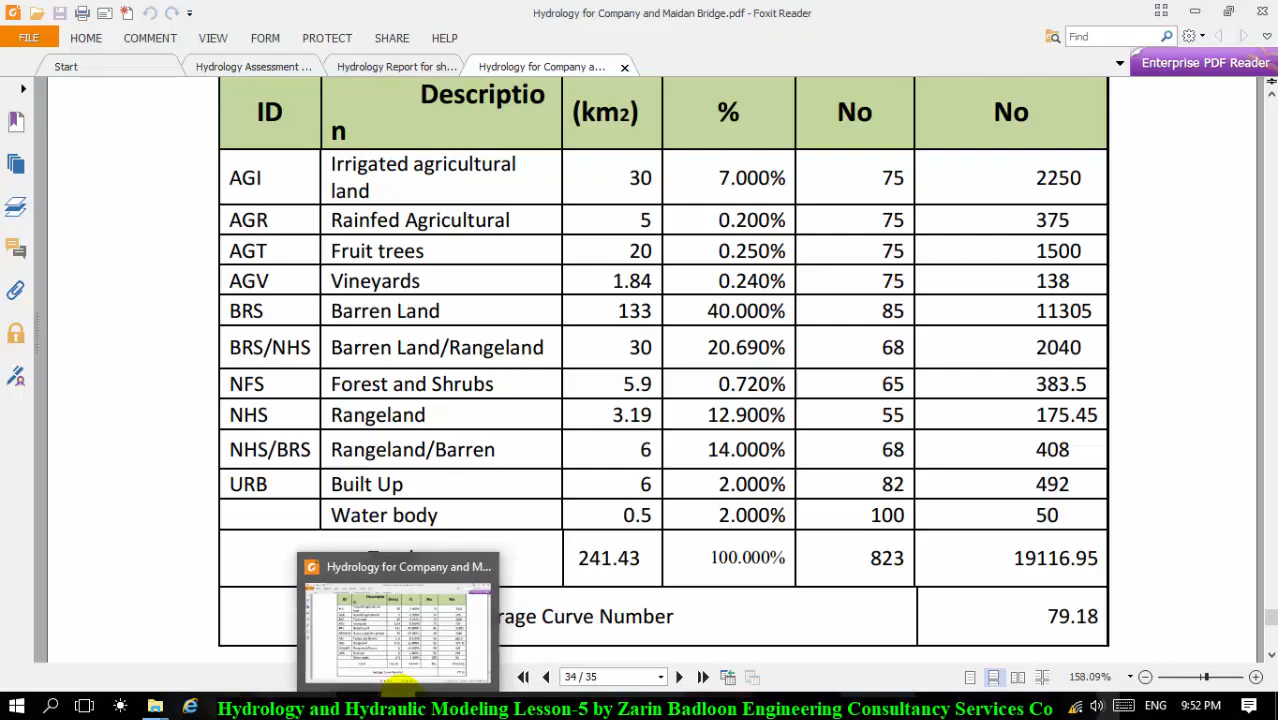 Hydrology for Company and Maidan Bridge.pdf - Foxit Reader
FILE HOME COMMENT VIEW FORM PROTECT SHARE HELP
Find
Start
Hydrology Assessment ...
Hydrology Report for sh...
Hydrology for Company a...
Enterprise PDF Reader
ID Descriptio (km2) % No No
n
AGI Irrigated agricultural 30 7.000% 75 2250
land
AGR Rainfed Agricultural 5 0.200% 75 375
AGT Fruit trees 20 0.250% 75 1500
AGV Vineyards 1.84 0.240% 75 138
BRS Barren Land 133 40.000% 85 11305
BRS/NHS Barren Land/Rangeland 30 20.690% 68 2040
NFS Forest and Shrubs 5.9 0.720% 65 383.5
NHS Rangeland 3.19 12.900% 55 175.45
NHS/BRS Rangeland/Barren 6 14.000% 68 408
URB Built Up 6 2.000% 82 492
Water body 0.5 2.000% 100 50
241.43 100.000% 823 19116.95
Hydrology for Company and M...
rage Curve Number 79.18
34 / 35
158.09%
Hydrology and Hydraulic Modeling Lesson-5 by Zarin Badloon Engineering Consultancy Services Co
ENG 9:52 PM